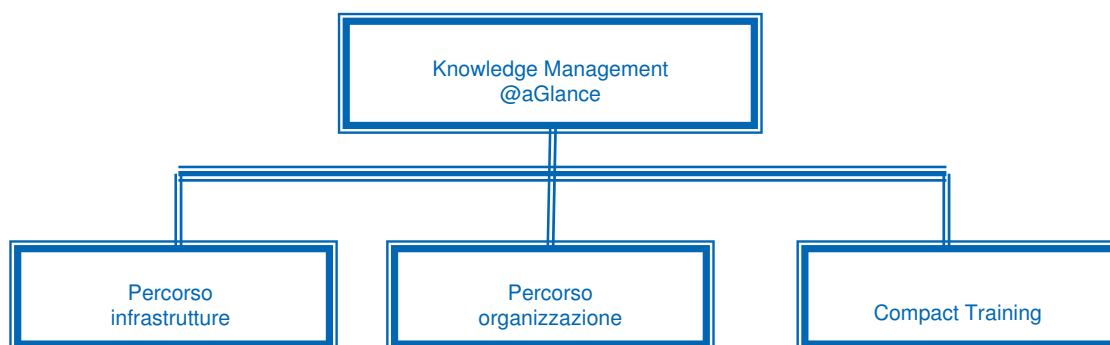 Knowledge Management
@aGlance
Percorso
infrastrutture
Percorso
organizzazione
Compact Training